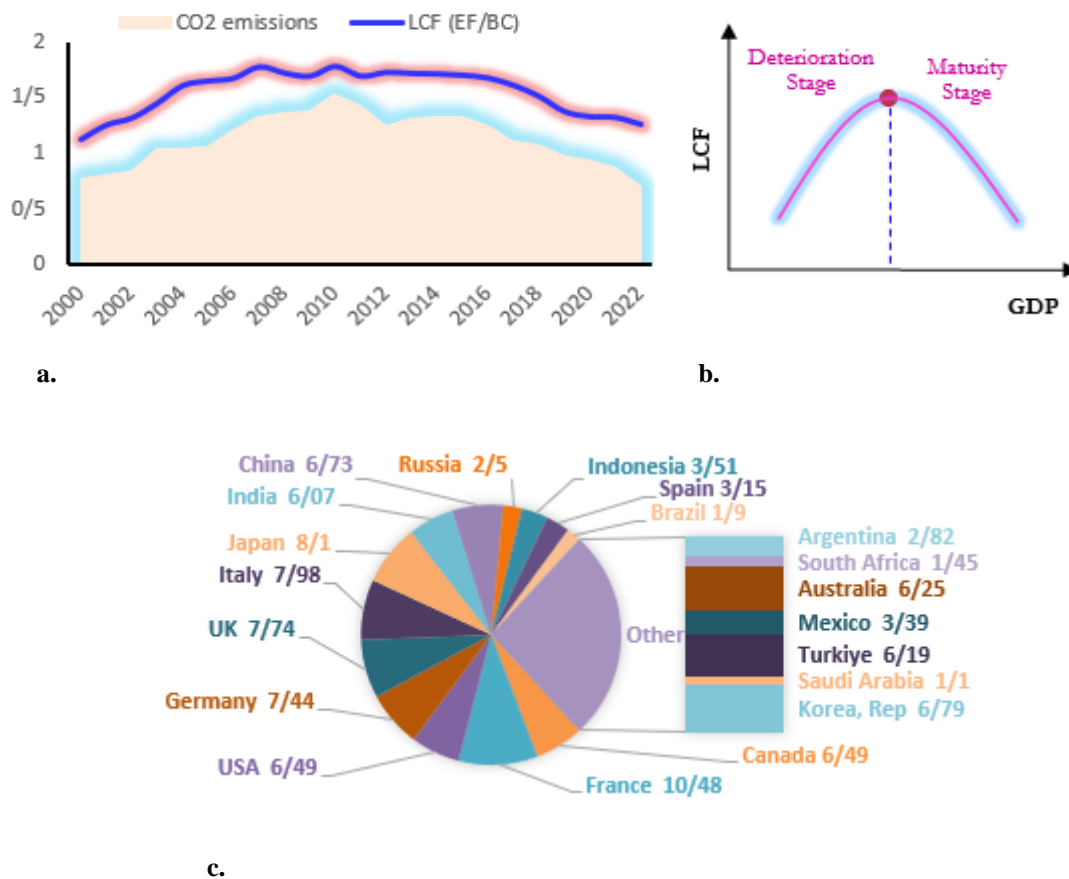 CO2 emissions LCF (EF/BC)
2
1/5
1
0/5
0
2000 2002 2004 2006 2008 2010 2012 2014 2016 2018 2020 2022
a.
Deterioration
Stage
Maturity
Stage
LCF
GDP
b.
China 6/73
Russia 2/5
Indonesia 3/51
India 6/07
Spain 3/15
Brazil 1/9
Japan 8/1
Argentina 2/82
South Africa 1/45
Italy 7/98
Australia 6/25
UK 7/74
Other
Mexico 3/39
Turkiye 6/19
Saudi Arabia 1/1
Germany 7/44
Korea, Rep 6/79
USA 6/49
Canada 6/49
France 10/48
c.